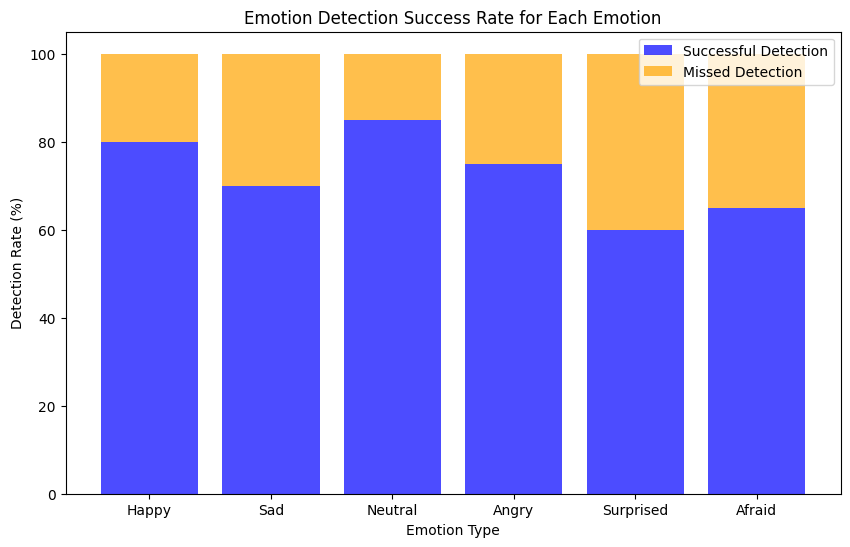 Emotion Detection Success Rate for Each Emotion
Successful Detection
Missed Detection
Detection Rate (%)
100
80
60
40
20
0
Happy Sad Neutral Angry Surprised Afraid
Emotion Type